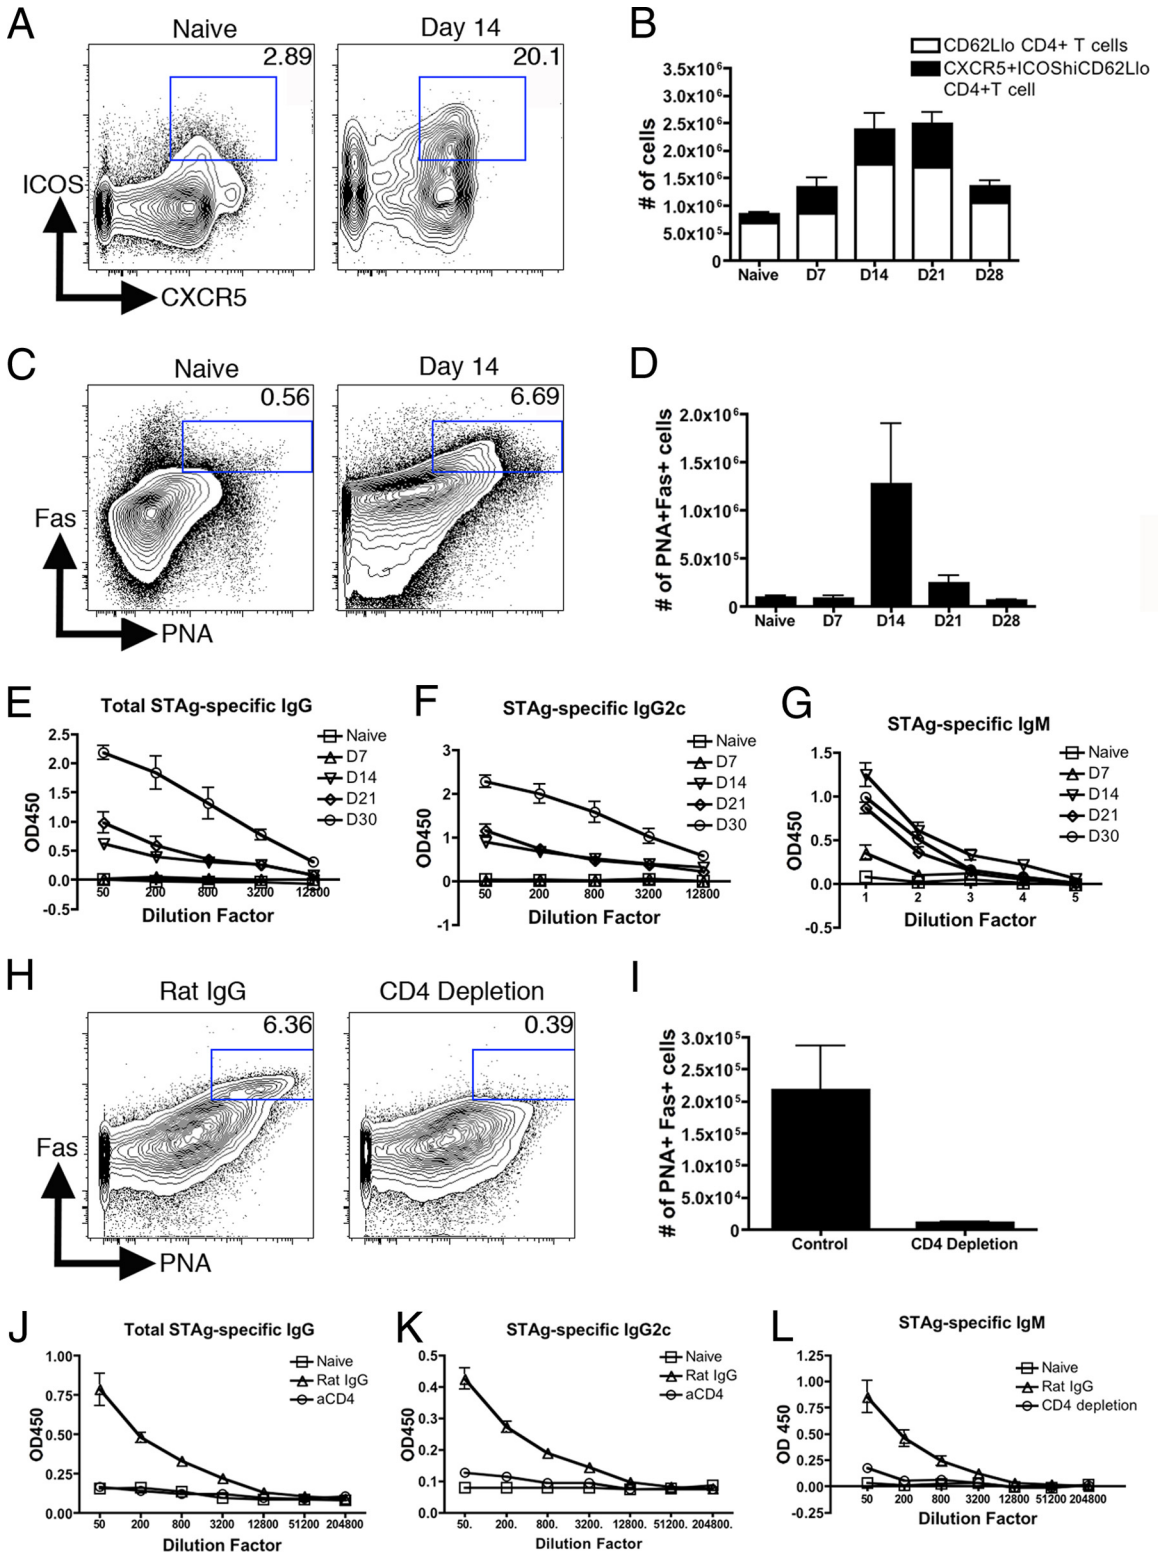 A
Naive
2.89
Day 14
20.1
ICOS
CXCR5
B
CD62Llo CD4+ T cells
CXCR5+ICOShiCD62Llo
CD4+T cell
# of cells
3.5x10⁶
3.0x10⁶
2.5x10⁶
2.0x10⁶
1.5x10⁶
1.0x10⁶
5.0x10⁵
0
Naive D7 D14 D21 D28
C
Naive
0.56
Day 14
6.69
Fas
PNA
D
# of PNA+Fas+ cells
2.0x10⁶
1.5x10⁶
1.0x10⁶
5.0x10⁵
0
Naive D7 D14 D21 D28
E
Total STAg-specific IgG
Naive
D7
D14
D21
D30
OD450
2.5
2.0
1.5
1.0
0.5
0.0
-0.5
50 200 800 3200 12800
Dilution Factor
F
STAg-specific IgG2c
Naive
D7
D14
D21
D30
OD450
3
2
1
0
-1
50 200 800 3200 12800
Dilution Factor
G
STAg-specific IgM
Naive
D7
D14
D21
D30
OD450
1.5
1.0
0.5
0.0
-0.5
1 2 3 4 5
Dilution Factor
H
Rat IgG
6.36
CD4 Depletion
0.39
Fas
PNA
I
# of PNA+ Fas+ cells
3.0x10⁵
2.5x10⁵
2.0x10⁵
1.5x10⁵
1.0x10⁵
5.0x10⁴
0
Control CD4 Depletion
J
Total STAg-specific IgG
Naive
Rat IgG
aCD4
OD450
1.00
0.75
0.50
0.25
0.00
50 200 800 3200 12800 51200 204800
Dilution Factor
K
STAg-specific IgG2c
Naive
Rat IgG
aCD4
OD450
0.5
0.4
0.3
0.2
0.1
0.0
50. 200. 800. 3200. 12800. 51200. 204800.
Dilution Factor
L
STAg-specific IgM
Naive
Rat IgG
CD4 depletion
OD 450
1.25
1.00
0.75
0.50
0.25
0.00
-0.25
50 200 800 3200 12800 51200 204800
Dilution Factor